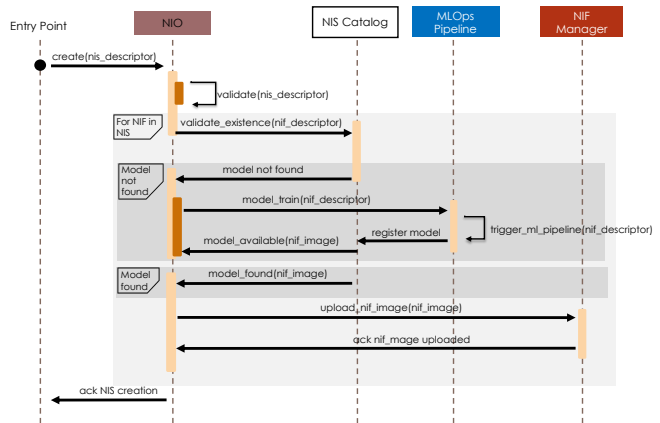 Entry Point
NIO
NIS Catalog
MLOps
Pipeline
NIF
Manager
create(nis_descriptor)
validate(nis_descriptor)
For NIF in
NIS
validate_existence(nif_descriptor)
Model
not
found
model not found
model_train(nif_descriptor)
trigger_ml_pipeline(nif_descriptor)
register model
model_available(nif_image)
Model
found
model_found(nif_image)
upload_nif_image(nif_image)
ack nif_mage uploaded
ack NIS creation